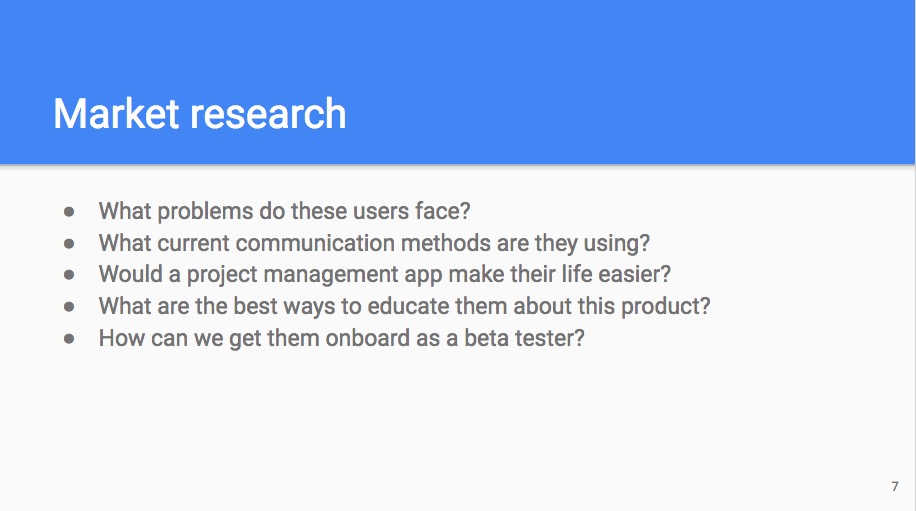 Market research
● What problems do these users face?
● What current communication methods are they using?
● Would a project management app make their life easier?
● What are the best ways to educate them about this product?
● How can we get them onboard as a beta tester?
7